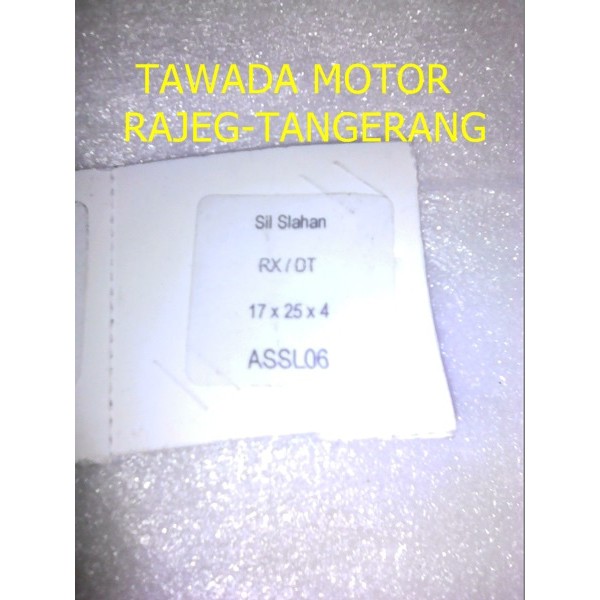 TAWADA MOTOR
RAJEG-TANGERANG
Sil Slahan
RX / DT
17 x 25 x 4
ASSL06